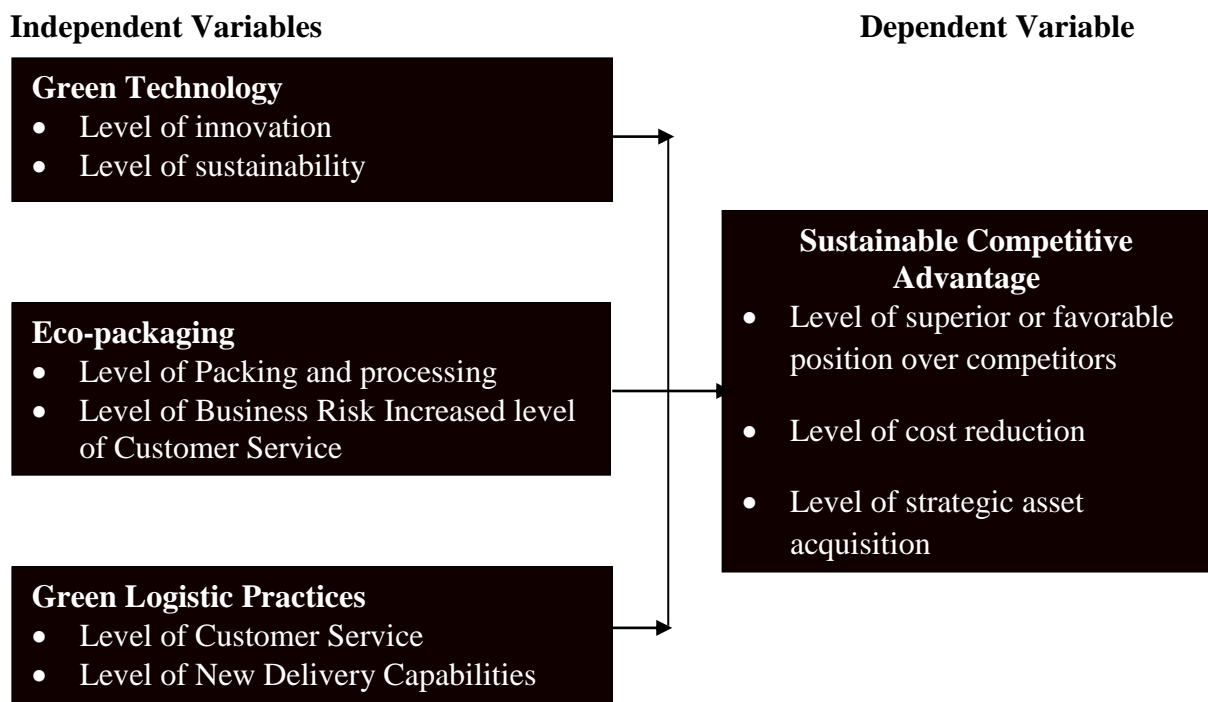 Independent Variables
Dependent Variable
Green Technology
• Level of innovation
• Level of sustainability
Eco-packaging
• Level of Packing and processing
• Level of Business Risk Increased level
of Customer Service
Green Logistic Practices
• Level of Customer Service
• Level of New Delivery Capabilities
Sustainable Competitive
Advantage
• Level of superior or favorable
position over competitors
• Level of cost reduction
• Level of strategic asset
acquisition